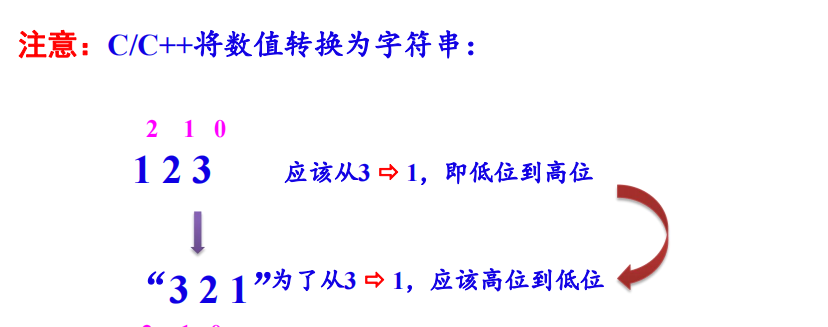 注意：C/C++将数值转换为字符串：
2 1 0
1 2 3 应该从3 ⇨ 1，即低位到高位
“3 2 1”为了从3 ⇨ 1，应该高位到低位